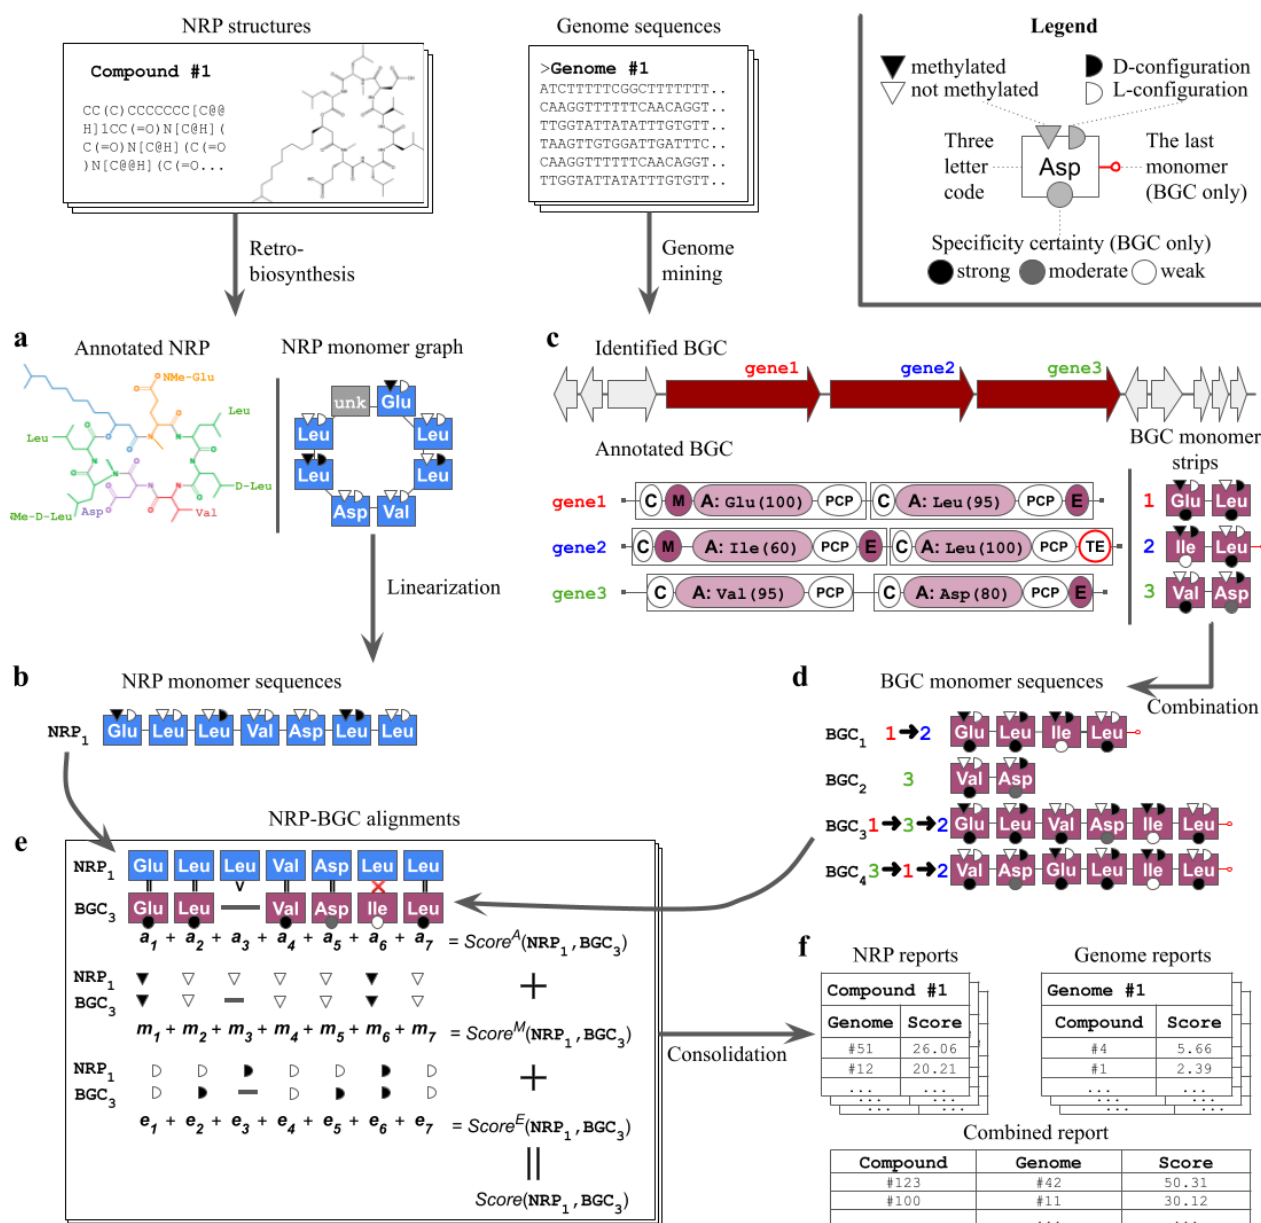 NRP structures
Compound #1
CC(C)CCCCCCC[C@@
H]1CC(=O)N[C@H](
C(=O)N[C@H](C(=O
)N[C@@H](C(=O...
Genome sequences
>Genome #1
ATCTTTTTCGGCTTTTTTT..
CAAGGTTTTTTCAACAGGT..
TTGGTATTATATTTGTGTT..
TAAGTTGTGGATTGATTTC..
CAAGGTTTTTTCAACAGGT..
TTGGTATTATATTTGTGTT..
Legend
methylated
not methylated
D-configuration
L-configuration
Three
letter
code
Asp
The last
monomer
(BGC only)
Specificity certainty (BGC only)
strong moderate weak
Retro-
biosynthesis
Genome
mining
a
Annotated NRP
NMe-Glu
Leu
Leu
D-Leu
NMe-D-Leu
Asp
Val
NRP monomer graph
unk Glu
Leu Leu
Leu Leu
Asp Val
Linearization
c
Identified BGC
gene1 gene2 gene3
Annotated BGC
gene1 C M A: Glu(100) PCP C A: Leu(95) PCP E
gene2 C M A: Ile(60) PCP E C A: Leu(100) PCP TE
gene3 C A: Val(95) PCP C A: Asp(80) PCP E
BGC monomer
strips
1 Glu Leu
2 Ile Leu
3 Val Asp
Combination
b
NRP monomer sequences
NRP1 Glu Leu Leu Val Asp Leu Leu
d
BGC monomer sequences
BGC1 1 2 Glu Leu Ile Leu
BGC2 3 Val Asp
BGC3 1 3 2 Glu Leu Val Asp Ile Leu
BGC4 3 1 2 Val Asp Glu Leu Ile Leu
e
NRP-BGC alignments
NRP1 Glu Leu Leu Val Asp Leu Leu
BGC3 Glu Leu Val Asp Ile Leu
a1 + a2 + a3 + a4 + a5 + a6 + a7 = ScoreA(NRP1,BGC3)
NRP1
BGC3
+
m1 + m2 + m3 + m4 + m5 + m6 + m7 = ScoreM(NRP1,BGC3)
NRP1
BGC3
+
e1 + e2 + e3 + e4 + e5 + e6 + e7 = ScoreE(NRP1,BGC3)
Score(NRP1,BGC3)
Consolidation
f
NRP reports
Compound #1
Genome Score
#51 26.06
#12 20.21
... ...
... ...
Genome reports
Genome #1
Compound Score
#4 5.66
#1 2.39
... ...
... ...
Combined report
Compound Genome Score
#123 #42 50.31
#100 #11 30.12
... ...